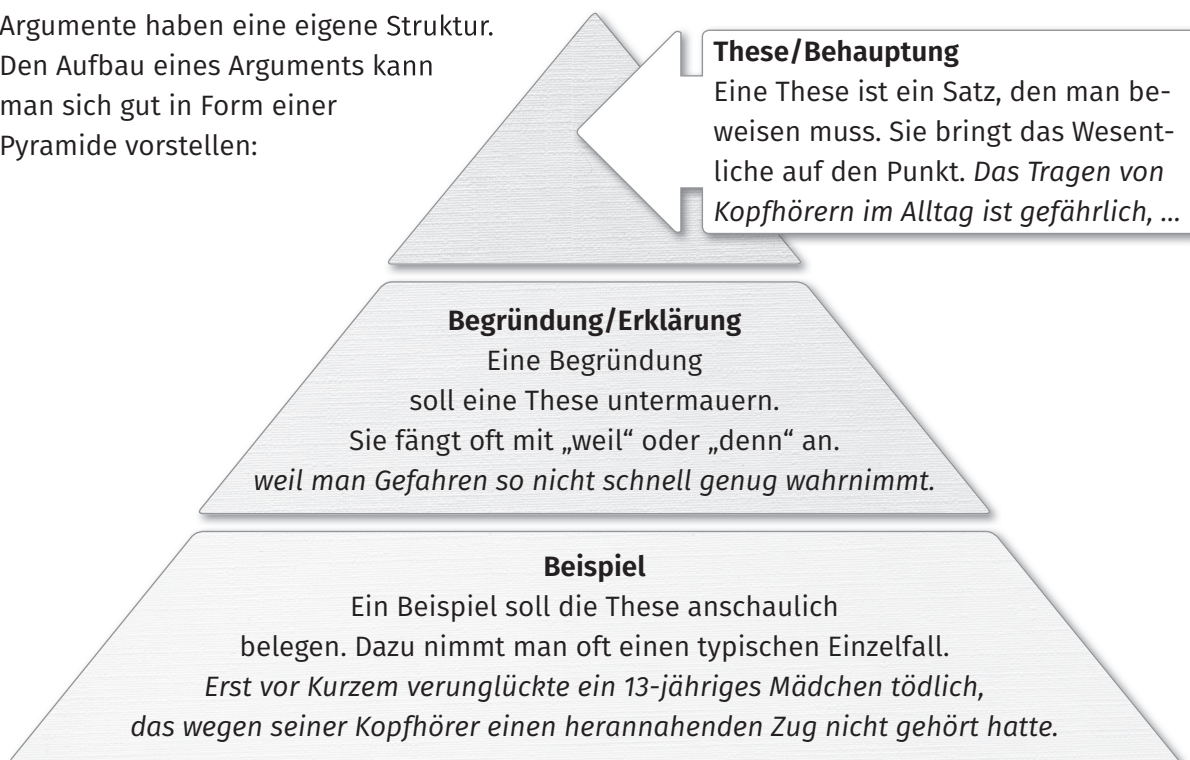 Argumente haben eine eigene Struktur.
Den Aufbau eines Arguments kann
man sich gut in Form einer
Pyramide vorstellen:
These/Behauptung
Eine These ist ein Satz, den man be-
weisen muss. Sie bringt das Wesent-
liche auf den Punkt. Das Tragen von
Kopfhörern im Alltag ist gefährlich, ...
Begründung/Erklärung
Eine Begründung
soll eine These untermauern.
Sie fängt oft mit „weil“ oder „denn“ an.
weil man Gefahren so nicht schnell genug wahrnimmt.
Beispiel
Ein Beispiel soll die These anschaulich
belegen. Dazu nimmt man oft einen typischen Einzelfall.
Erst vor Kurzem verunglückte ein 13-jähriges Mädchen tödlich,
das wegen seiner Kopfhörer einen herannahenden Zug nicht gehört hatte.